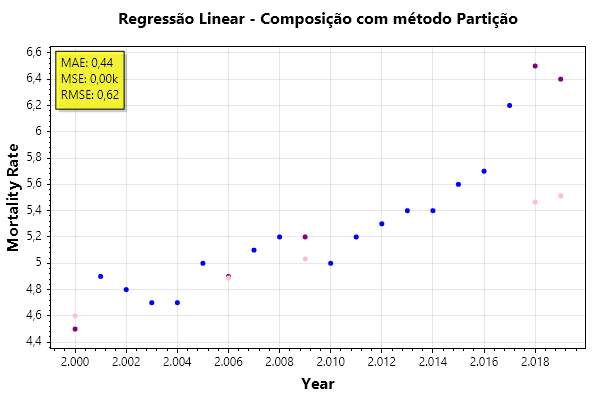 Regressão Linear - Composição com método Partição
MAE: 0,44
MSE: 0,00k
RMSE: 0,62
Mortality Rate
6,6
6,4
6,2
6
5,8
5,6
5,4
5,2
5
4,8
4,6
4,4
2.000 2.002 2.004 2.006 2.008 2.010 2.012 2.014 2.016 2.018
Year